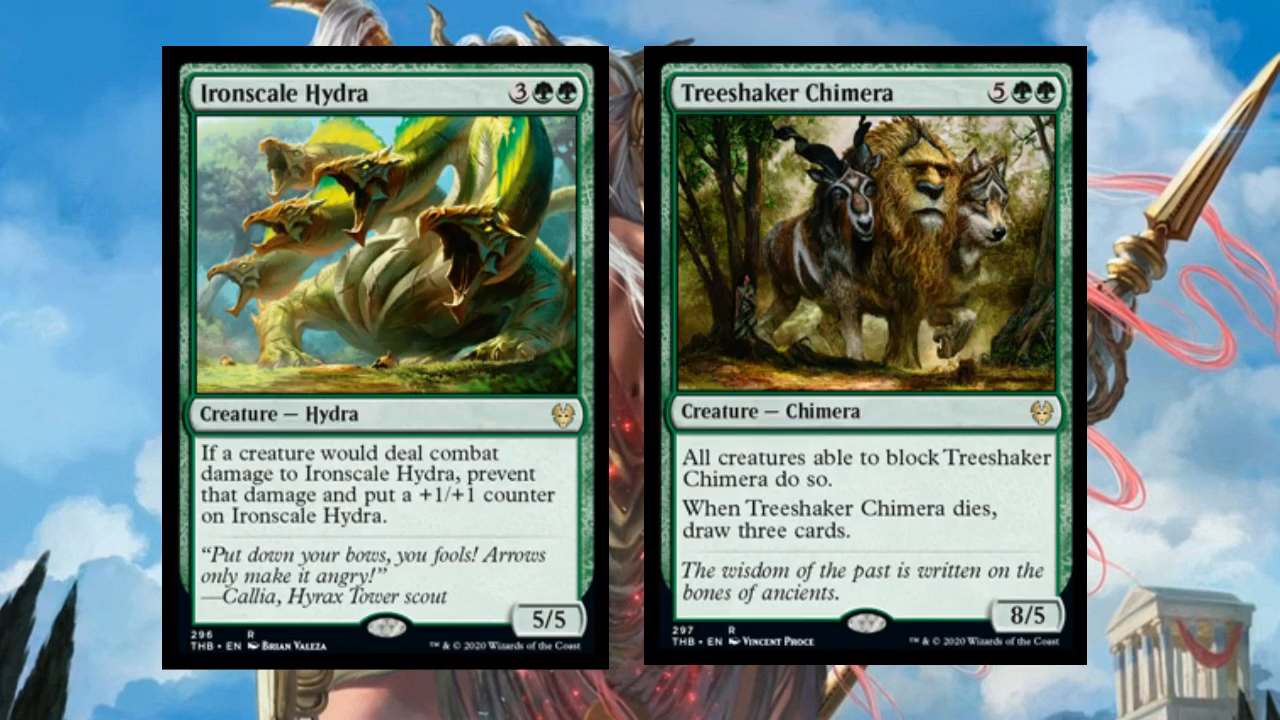 Ironscale Hydra 3
Creature — Hydra
If a creature would deal combat
damage to Ironscale Hydra, prevent
that damage and put a +1/+1 counter
on Ironscale Hydra.
“Put down your bows, you fools! Arrows
only make it angry!”
—Callia, Hyrax Tower scout
5/5
296 R
THB • EN BRIAN VALEZA ™ & © 2020 Wizards of the Coast
Treeshaker Chimera 5
Creature — Chimera
All creatures able to block Treeshaker
Chimera do so.
When Treeshaker Chimera dies,
draw three cards.
The wisdom of the past is written on the
bones of ancients.
8/5
297 R
THB • EN VINCENT PROCE ™ & © 2020 Wizards of the Coast